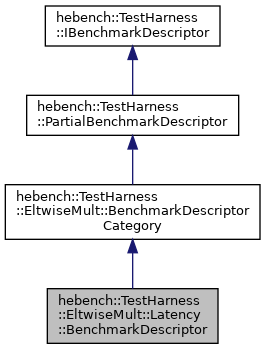 hebench::TestHarness
::IBenchmarkDescriptor
hebench::TestHarness
::PartialBenchmarkDescriptor
hebench::TestHarness
::EltwiseMult::BenchmarkDescriptor
Category
hebench::TestHarness
::EltwiseMult::Latency
::BenchmarkDescriptor